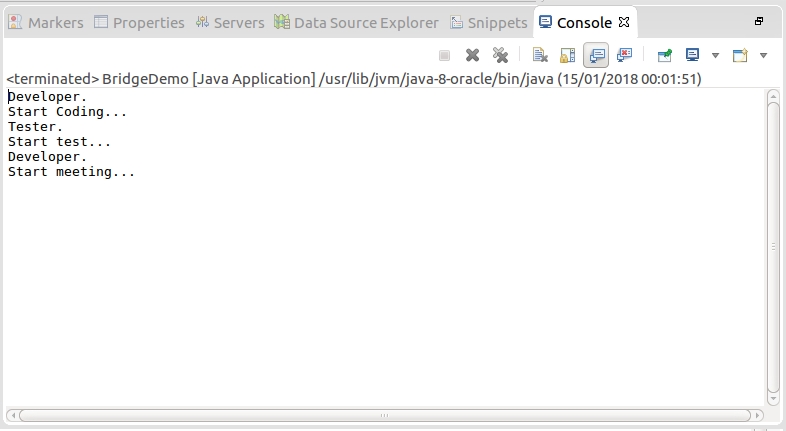 Markers Properties Servers Data Source Explorer Snippets Console
<terminated> BridgeDemo [Java Application] /usr/lib/jvm/java-8-oracle/bin/java (15/01/2018 00:01:51)
Developer.
Start Coding...
Tester.
Start test...
Developer.
Start meeting...